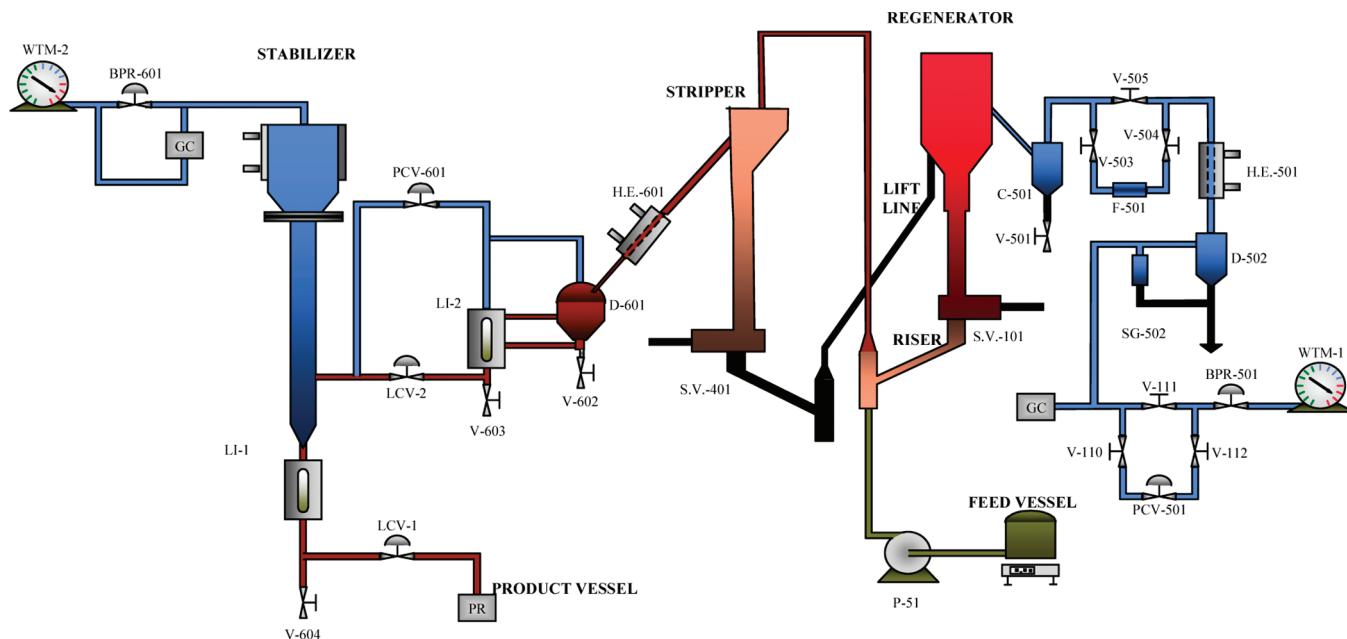 REGENERATOR
WTM-2
STABILIZER
BPR-601
V-505
STRIPPER
GC
V-504
V-503
PCV-601
H.E.-601
LIFT
LINE
C-501
F-501
H.E.-501
V-501
D-502
LI-2
D-601
SG-502
RISER
S.V.-101
WTM-1
LCV-2
S.V.-401
V-602
V-111
BPR-501
GC
V-603
LI-1
V-110
V-112
PCV-501
FEED VESSEL
LCV-1
PRODUCT VESSEL
PR
P-51
V-604